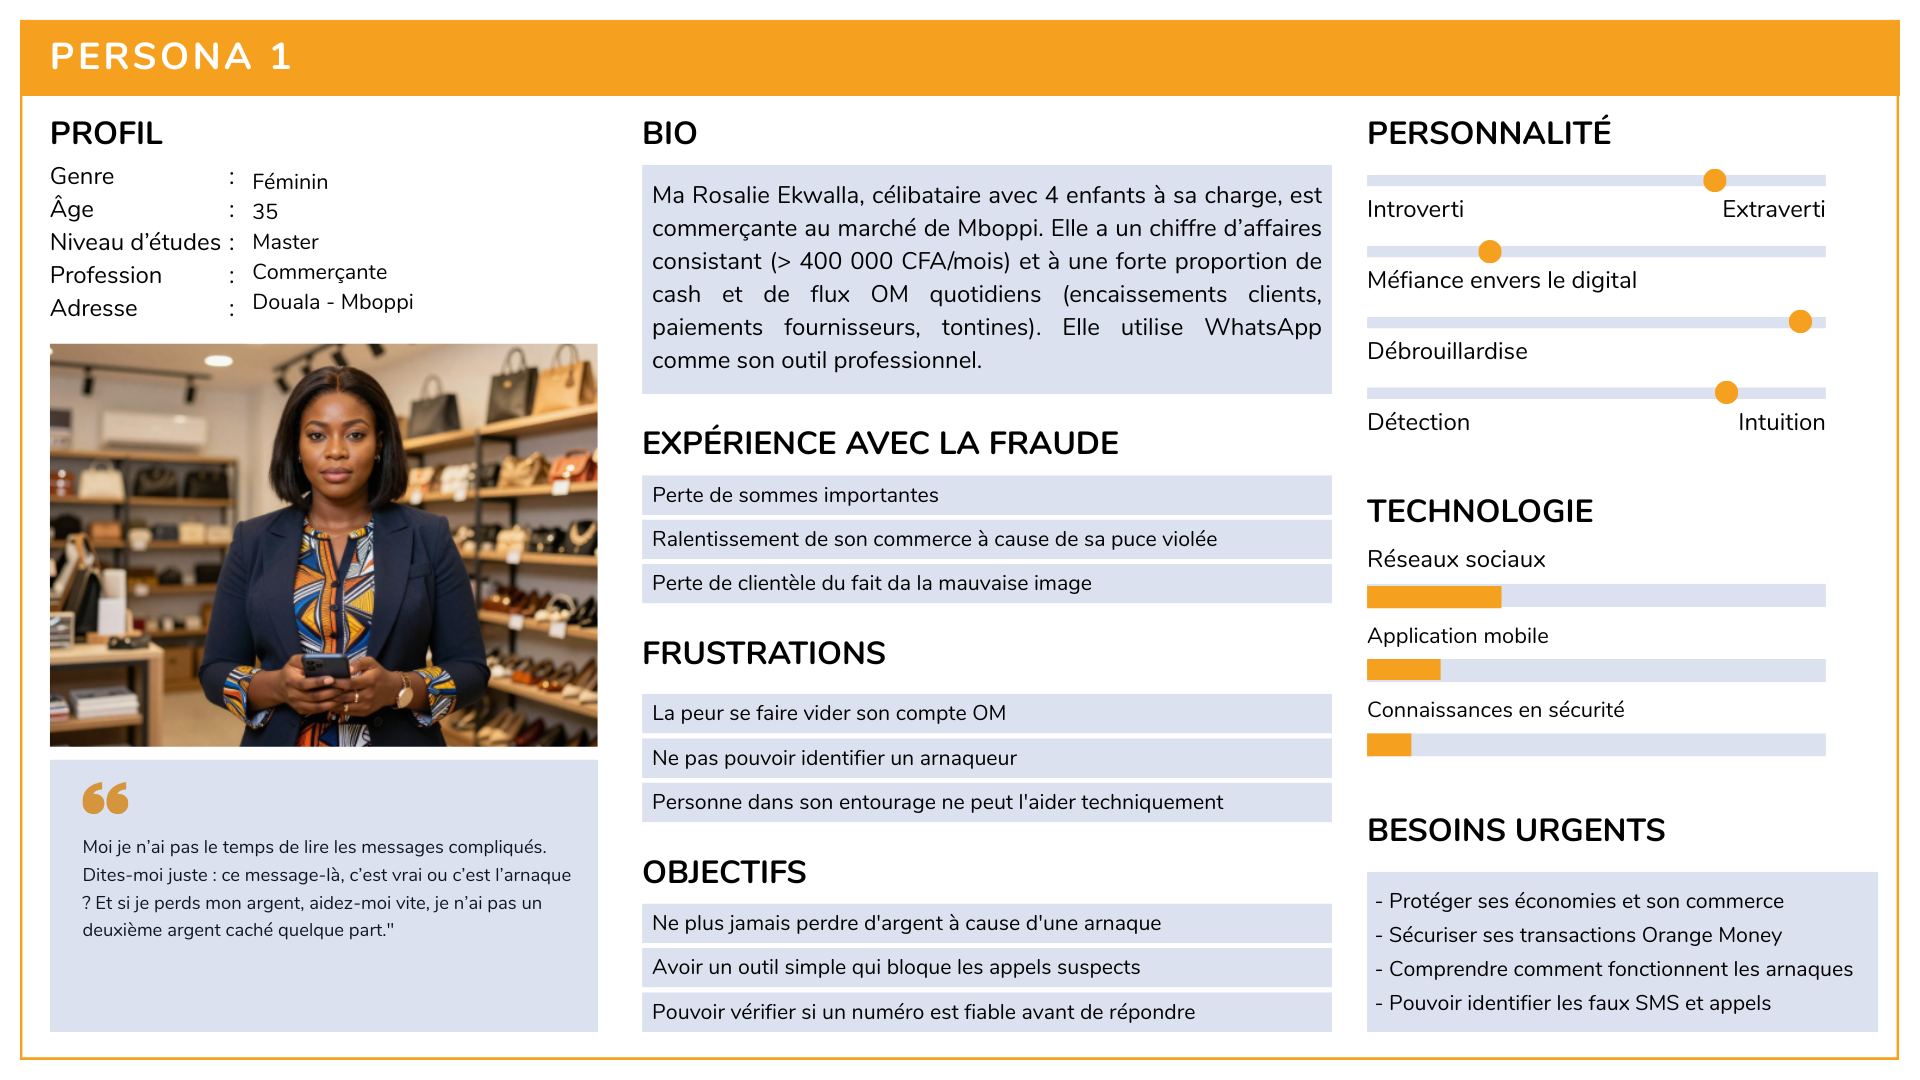 PERSONA 1
PROFIL
Genre : Féminin
Âge : 35
Niveau d’études : Master
Profession : Commerçante
Adresse : Douala - Mboppi
Moi je n’ai pas le temps de lire les messages compliqués.
Dites-moi juste : ce message-là, c’est vrai ou c’est l’arnaque
? Et si je perds mon argent, aidez-moi vite, je n’ai pas un
deuxième argent caché quelque part."
BIO
Ma Rosalie Ekwalla, célibataire avec 4 enfants à sa charge, est
commerçante au marché de Mboppi. Elle a un chiffre d’affaires
consistant (> 400 000 CFA/mois) et à une forte proportion de
cash et de flux OM quotidiens (encaissements clients,
paiements fournisseurs, tontines). Elle utilise WhatsApp
comme son outil professionnel.
EXPÉRIENCE AVEC LA FRAUDE
Perte de sommes importantes
Ralentissement de son commerce à cause de sa puce violée
Perte de clientèle du fait da la mauvaise image
FRUSTRATIONS
La peur se faire vider son compte OM
Ne pas pouvoir identifier un arnaqueur
Personne dans son entourage ne peut l'aider techniquement
OBJECTIFS
Ne plus jamais perdre d'argent à cause d'une arnaque
Avoir un outil simple qui bloque les appels suspects
Pouvoir vérifier si un numéro est fiable avant de répondre
PERSONNALITÉ
Introverti Extraverti
Méfiance envers le digital
Débrouillardise
Détection Intuition
TECHNOLOGIE
Réseaux sociaux
Application mobile
Connaissances en sécurité
BESOINS URGENTS
- Protéger ses économies et son commerce
- Sécuriser ses transactions Orange Money
- Comprendre comment fonctionnent les arnaques
- Pouvoir identifier les faux SMS et appels